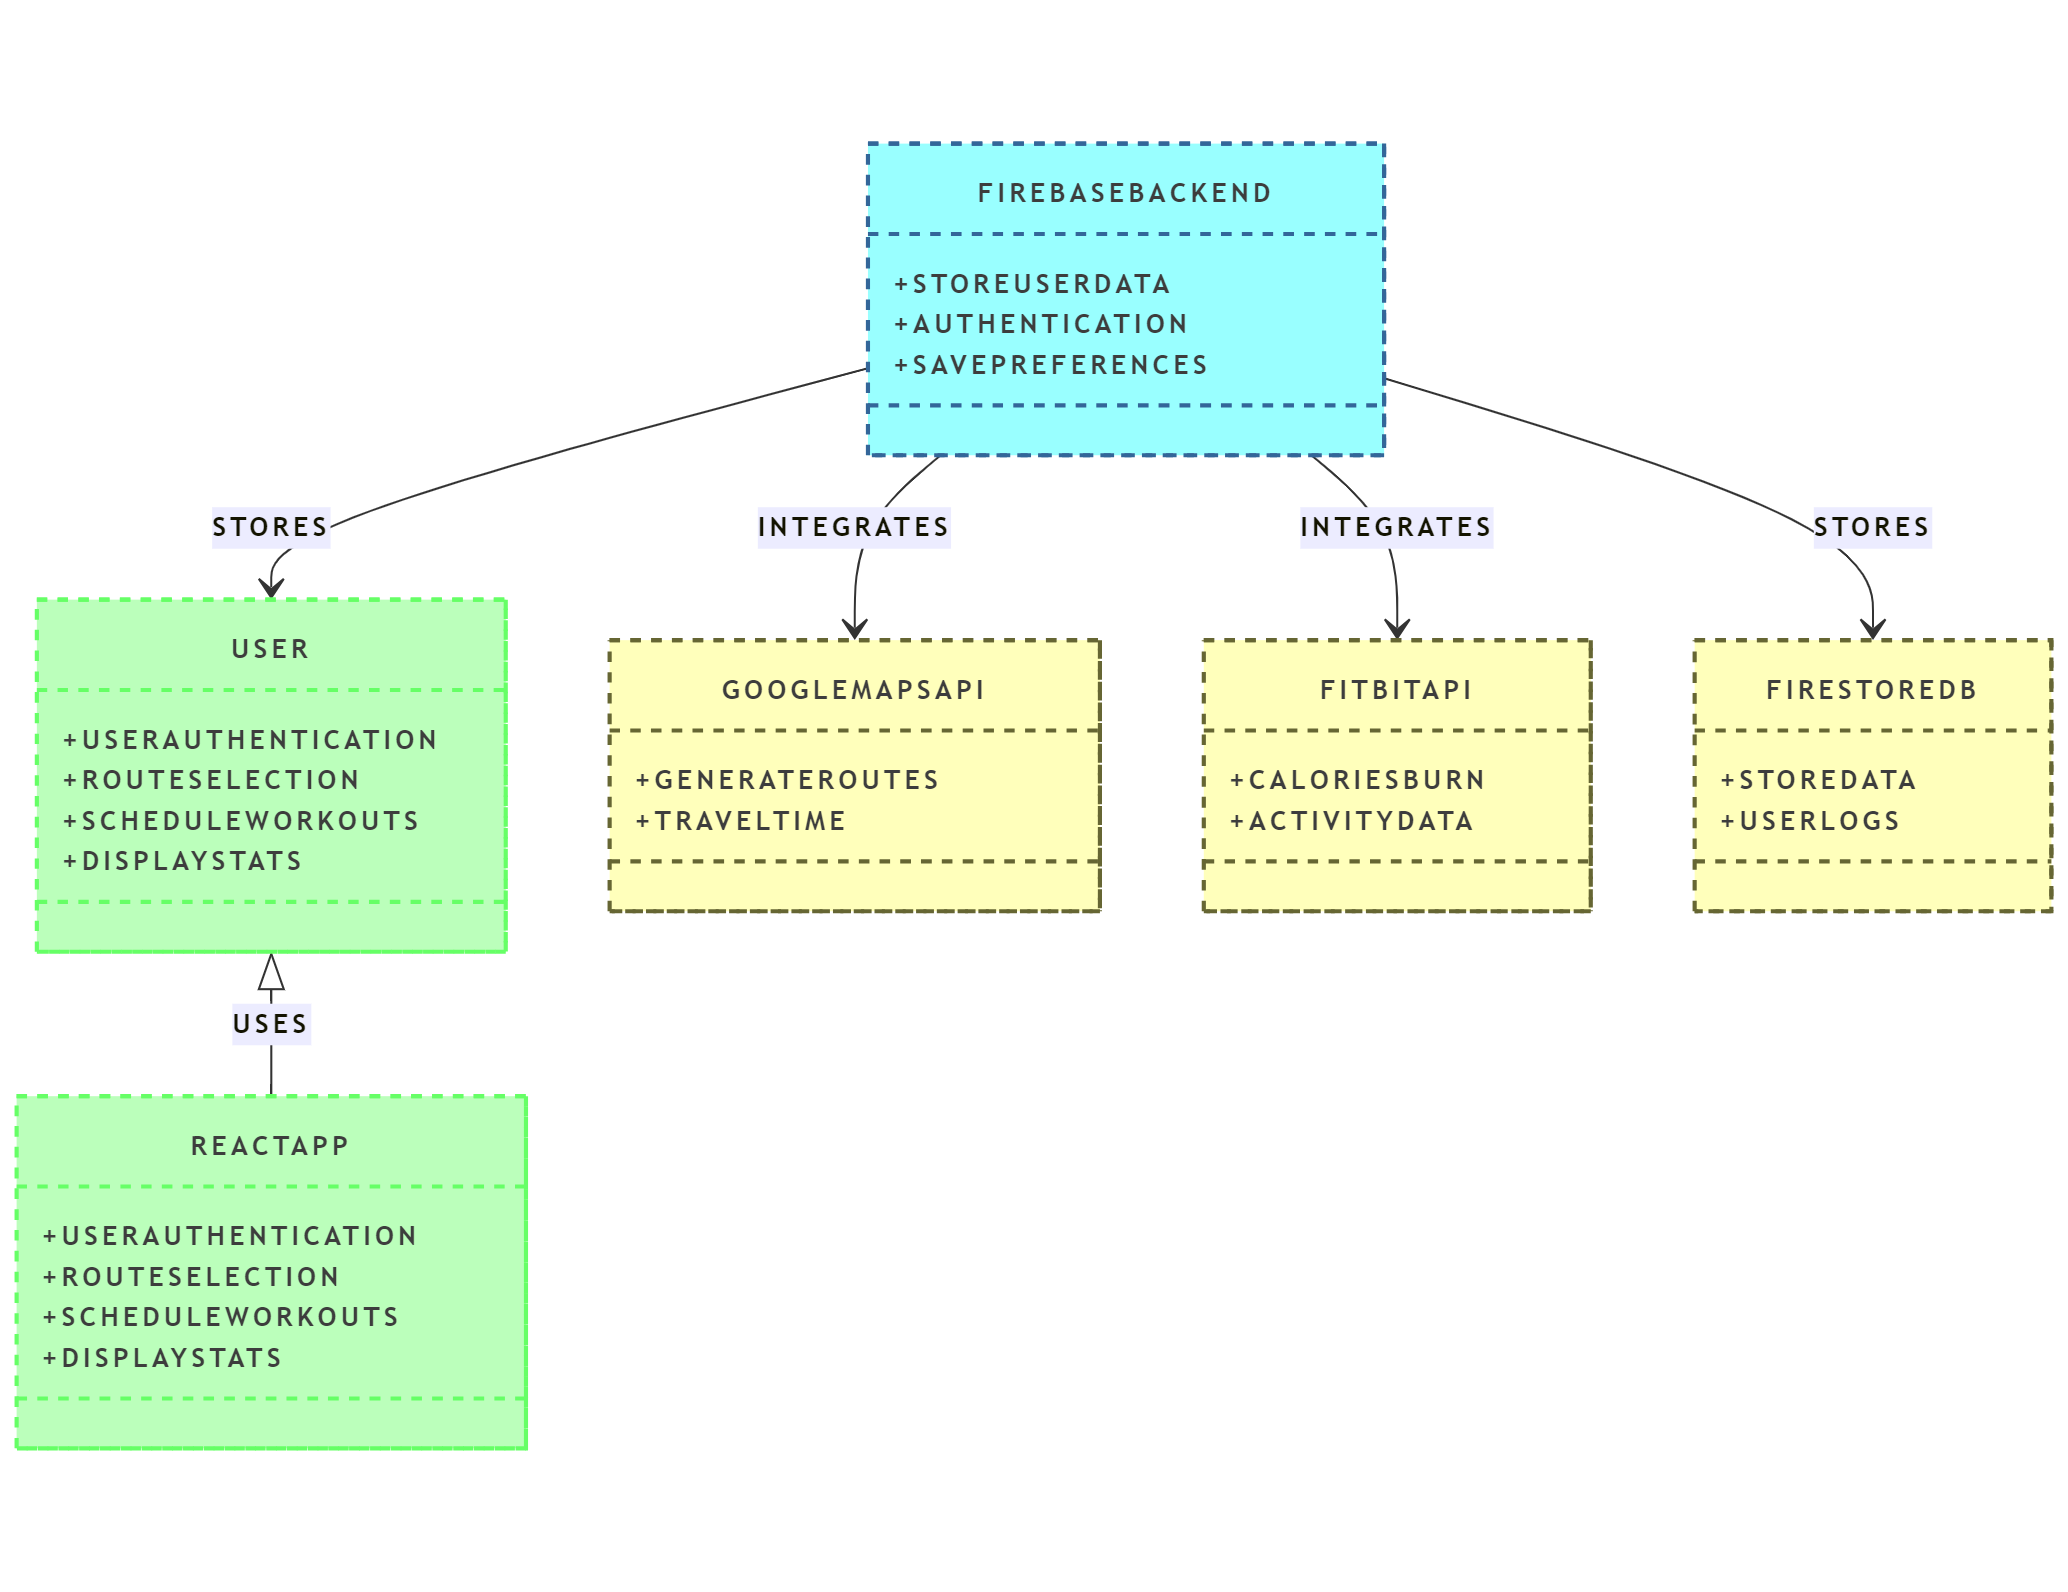 FIREBASEBACKEND
+STOREUSERDATA
+AUTHENTICATION
+SAVEPREFERENCES
STORES
INTEGRATES
INTEGRATES
STORES
USER
+USERAUTHENTICATION
+ROUTESELECTION
+SCHEDULEWORKOUTS
+DISPLAYSTATS
GOOGLEMAPSAPI
+GENERATEROUTES
+TRAVELTIME
FITBITAPI
+CALORIESBURN
+ACTIVITYDATA
FIRESTOREDB
+STOREDATA
+USERLOGS
USES
REACTAPP
+USERAUTHENTICATION
+ROUTESELECTION
+SCHEDULEWORKOUTS
+DISPLAYSTATS